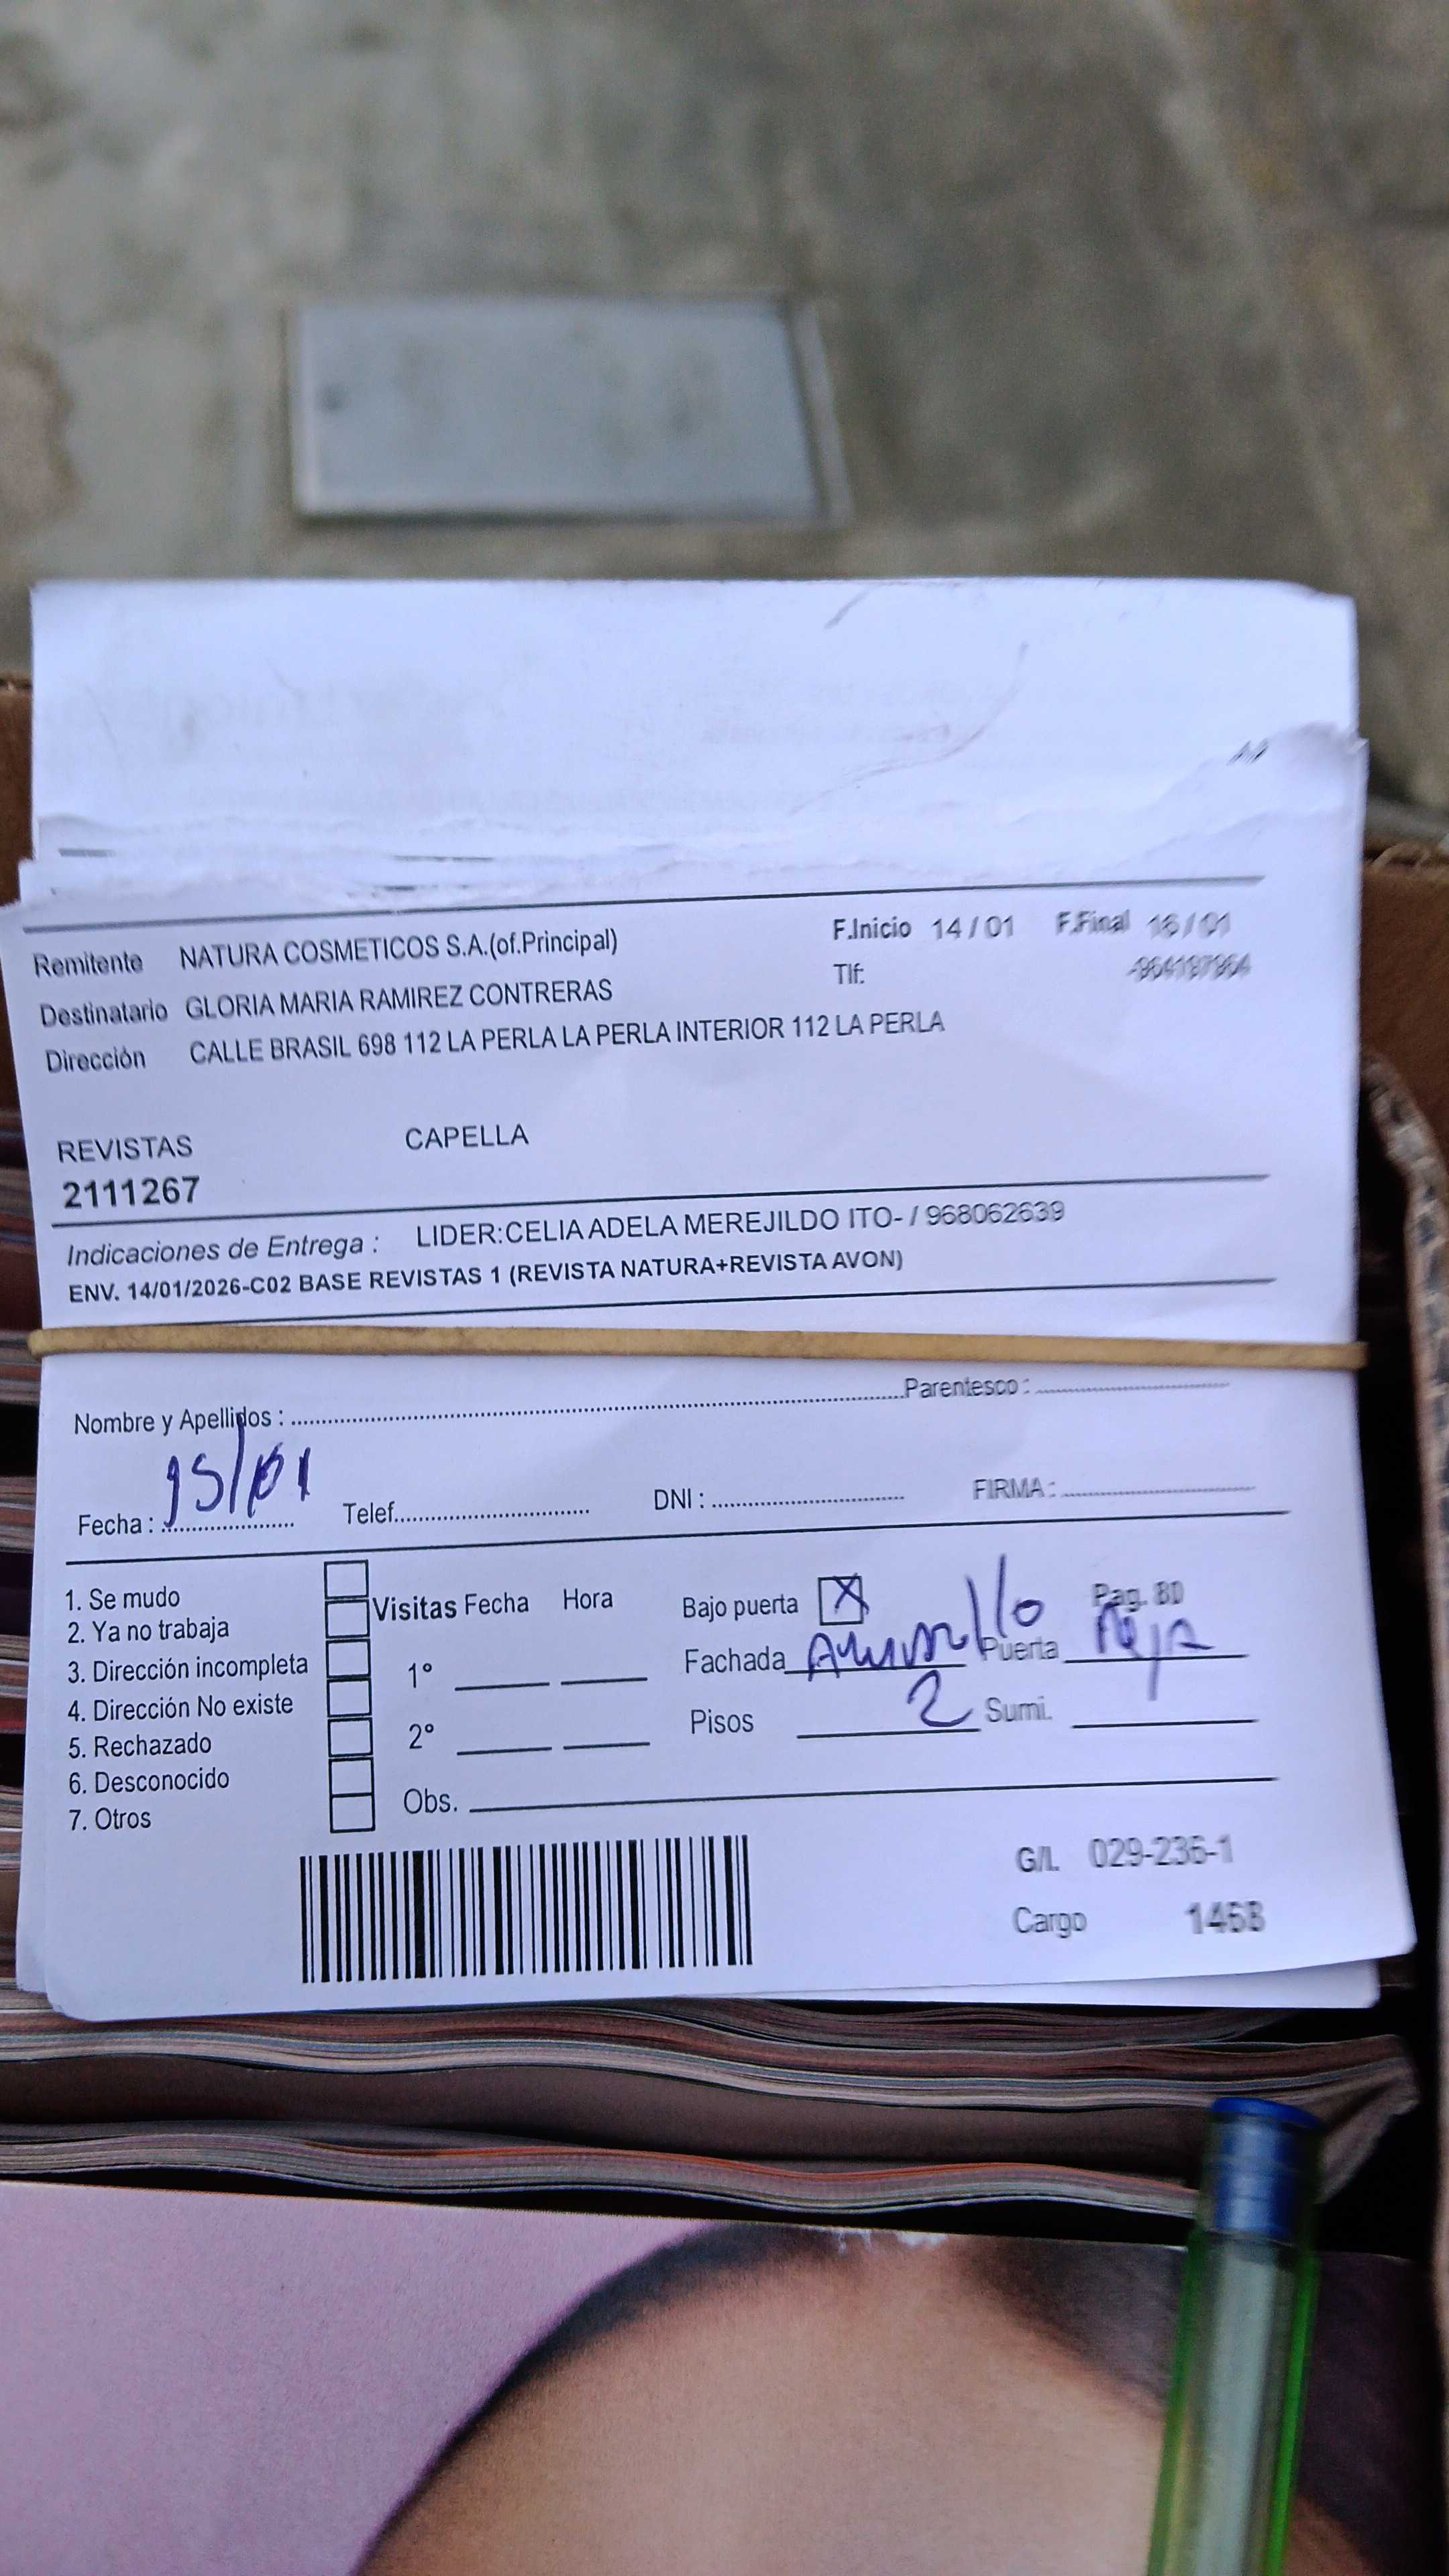 Remitente NATURA COSMETICOS S.A.(of.Principal) F.Inicio 14 / 01 F.Final 16 / 01
Destinatario GLORIA MARIA RAMIREZ CONTRERAS Tlf:
Dirección CALLE BRASIL 698 112 LA PERLA LA PERLA INTERIOR 112 LA PERLA
REVISTAS CAPELLA
2111267
Indicaciones de Entrega : LIDER:CELIA ADELA MEREJILDO ITO- / 968062639
ENV. 14/01/2026-C02 BASE REVISTAS 1 (REVISTA NATURA+REVISTA AVON)
Nombre y Apellidos : Parentesco :
Fecha : 15/01 Telef. DNI : FIRMA :
1. Se mudo
2. Ya no trabaja
3. Dirección incompleta
4. Dirección No existe
5. Rechazado
6. Desconocido
7. Otros
Visitas Fecha Hora
1°
2°
Obs.
Bajo puerta X Pag. 80
Fachada Amarillo Puerta Reja
Pisos 2 Sumi.
G/L 029-236-1
Cargo 1468